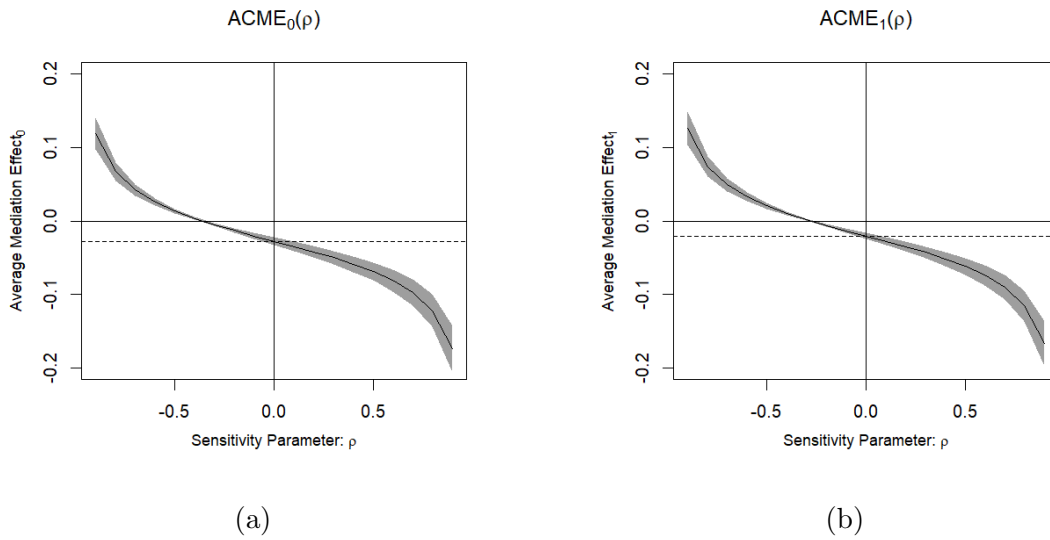 ACME₀(ρ)
Average Mediation Effect₀
0.2
0.1
0.0
-0.1
-0.2
-0.5 0.0 0.5
Sensitivity Parameter: ρ
(a)
ACME₁(ρ)
Average Mediation Effect₁
0.2
0.1
0.0
-0.1
-0.2
-0.5 0.0 0.5
Sensitivity Parameter: ρ
(b)